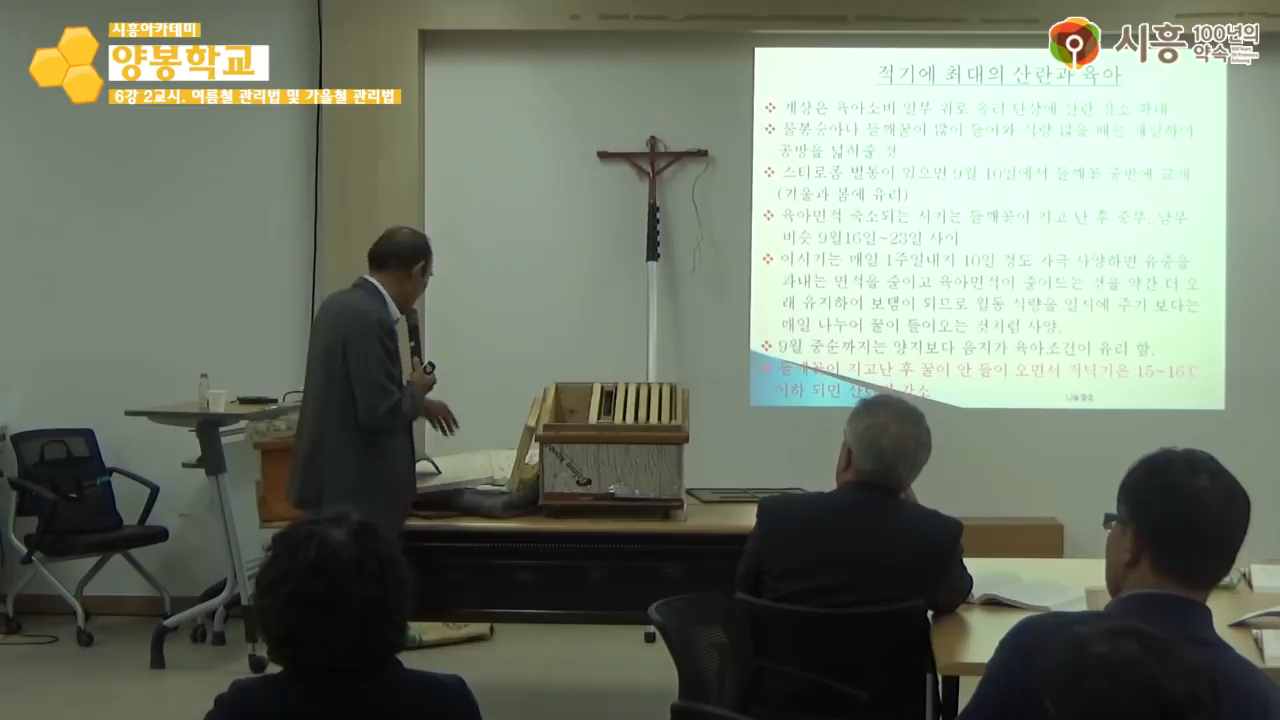 시흥아카데미
양봉학교
6강 2교시. 여름철 관리법 및 가을철 관리법
시흥 100년의
약속
적기에 최대의 산란과 육아
계상은 육아소비 일부 위로 올려 단상에 산란 장소 확대
물봉숭아나 들깨꿀이 많이 들어와 식량 많을 때는 채밀하여
공방을 넓혀줄 것
스티로폼 벌통이 있으면 9월 10일에서 들깨꽃 중반에 교체
(겨울과 봄에 유리)
육아면적 축소되는 시기는 들깨꽃이 지고 난 후 중부, 남부
비슷 9월16일~23일 사이
이시기는 매일 1주일내지 10일 정도 자극 사양하면 유충을
파내는 면적을 줄이고 육아면적이 줄어드는 것을 약간 더 오
래 유지하여 보탬이 되므로 월동 식량을 일시에 주기 보다는
매일 나누어 꿀이 들어오는 것처럼 사양.
9월 중순까지는 양지보다 음지가 육아조건이 유리 함.
들깨꽃이 지고난 후 꿀이 안 들어 오면서 저녁기온 15~16℃
이하 되면 산란 감소